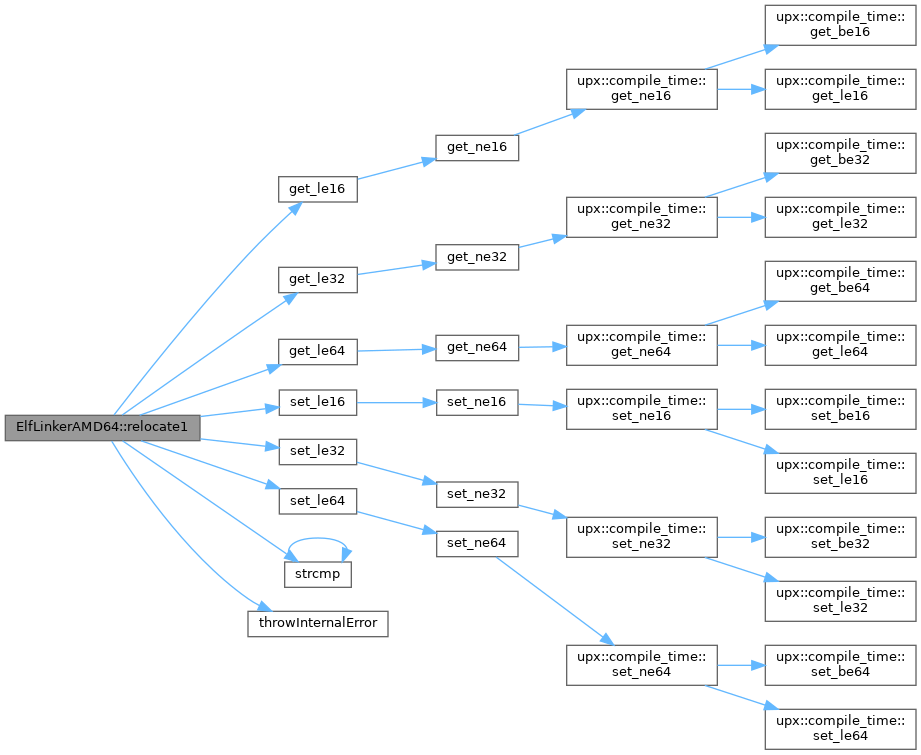 ElfLinkerAMD64::relocate1
get_le16
get_ne16
upx::compile_time::
get_ne16
upx::compile_time::
get_be16
upx::compile_time::
get_le16
get_le32
get_ne32
upx::compile_time::
get_ne32
upx::compile_time::
get_be32
upx::compile_time::
get_le32
get_le64
get_ne64
upx::compile_time::
get_ne64
upx::compile_time::
get_be64
upx::compile_time::
get_le64
set_le16
set_ne16
upx::compile_time::
set_ne16
upx::compile_time::
set_be16
upx::compile_time::
set_le16
set_le32
set_ne32
upx::compile_time::
set_ne32
upx::compile_time::
set_be32
upx::compile_time::
set_le32
set_le64
set_ne64
upx::compile_time::
set_ne64
upx::compile_time::
set_be64
upx::compile_time::
set_le64
strcmp
throwInternalError